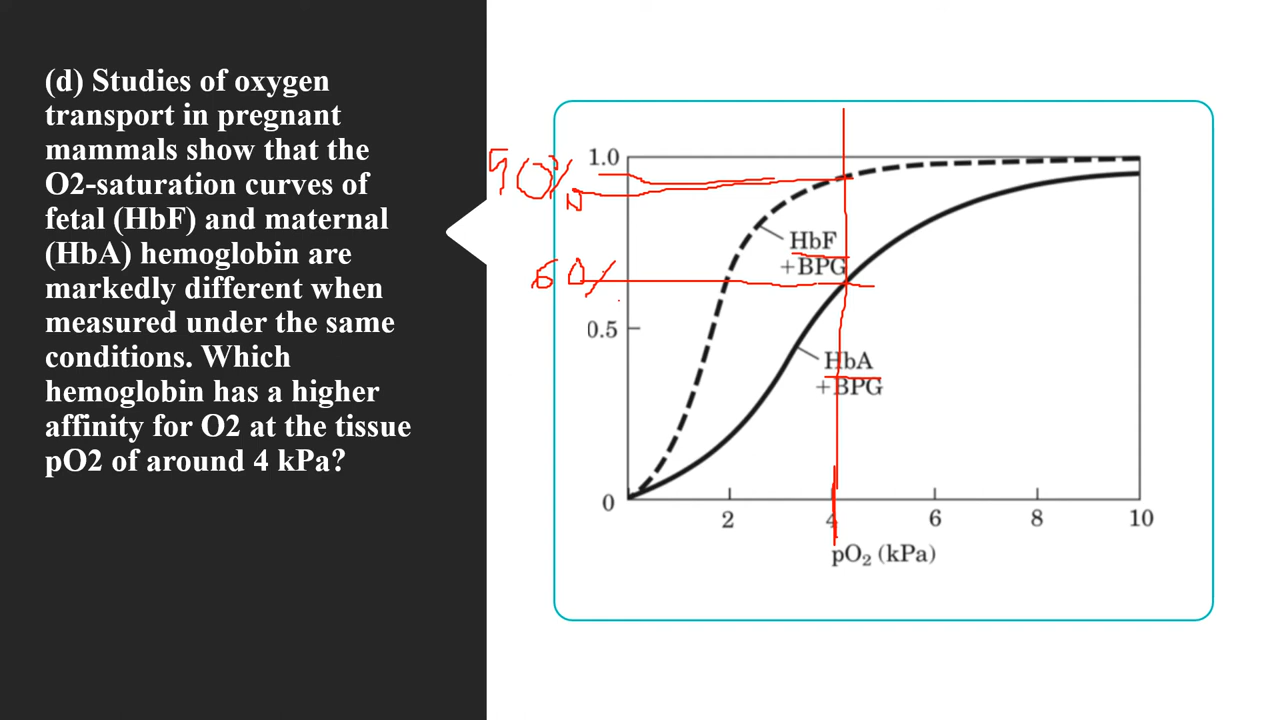 (d) Studies of oxygen
transport in pregnant
mammals show that the
O2-saturation curves of
fetal (HbF) and maternal
(HbA) hemoglobin are
markedly different when
measured under the same
conditions. Which
hemoglobin has a higher
affinity for O2 at the tissue
pO2 of around 4 kPa?
90%
60%
1.0
0.5
0
HbF
+BPG
HbA
+BPG
2 4 6 8 10
pO₂ (kPa)